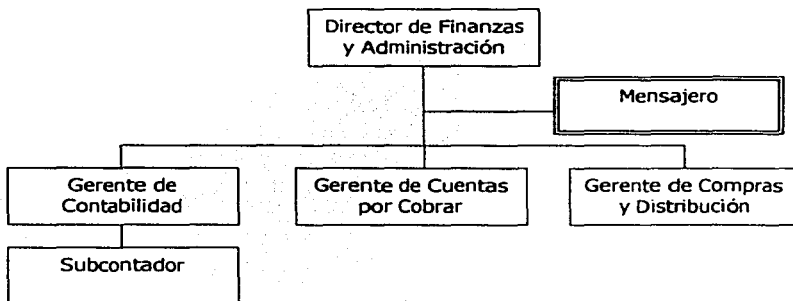 Director de Finanzas
y Administración
Mensajero
Gerente de
Contabilidad
Gerente de Cuentas
por Cobrar
Gerente de Compras
y Distribución
Subcontador